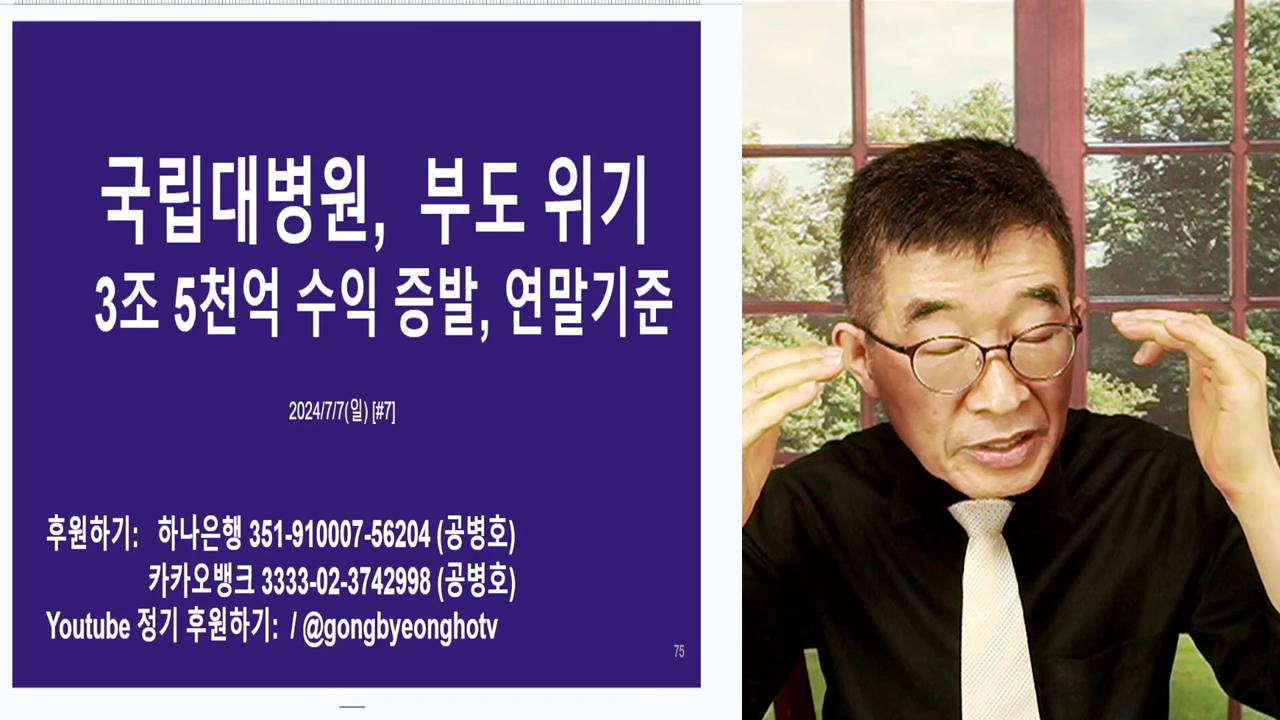 국립대병원, 부도 위기
3조 5천억 수익 증발, 연말기준
2024/7/7(일) [#7]
후원하기: 하나은행 351-910007-56204 (공병호)
카카오뱅크 3333-02-3742998 (공병호)
Youtube 정기 후원하기: / @gongbyeonghotv
75